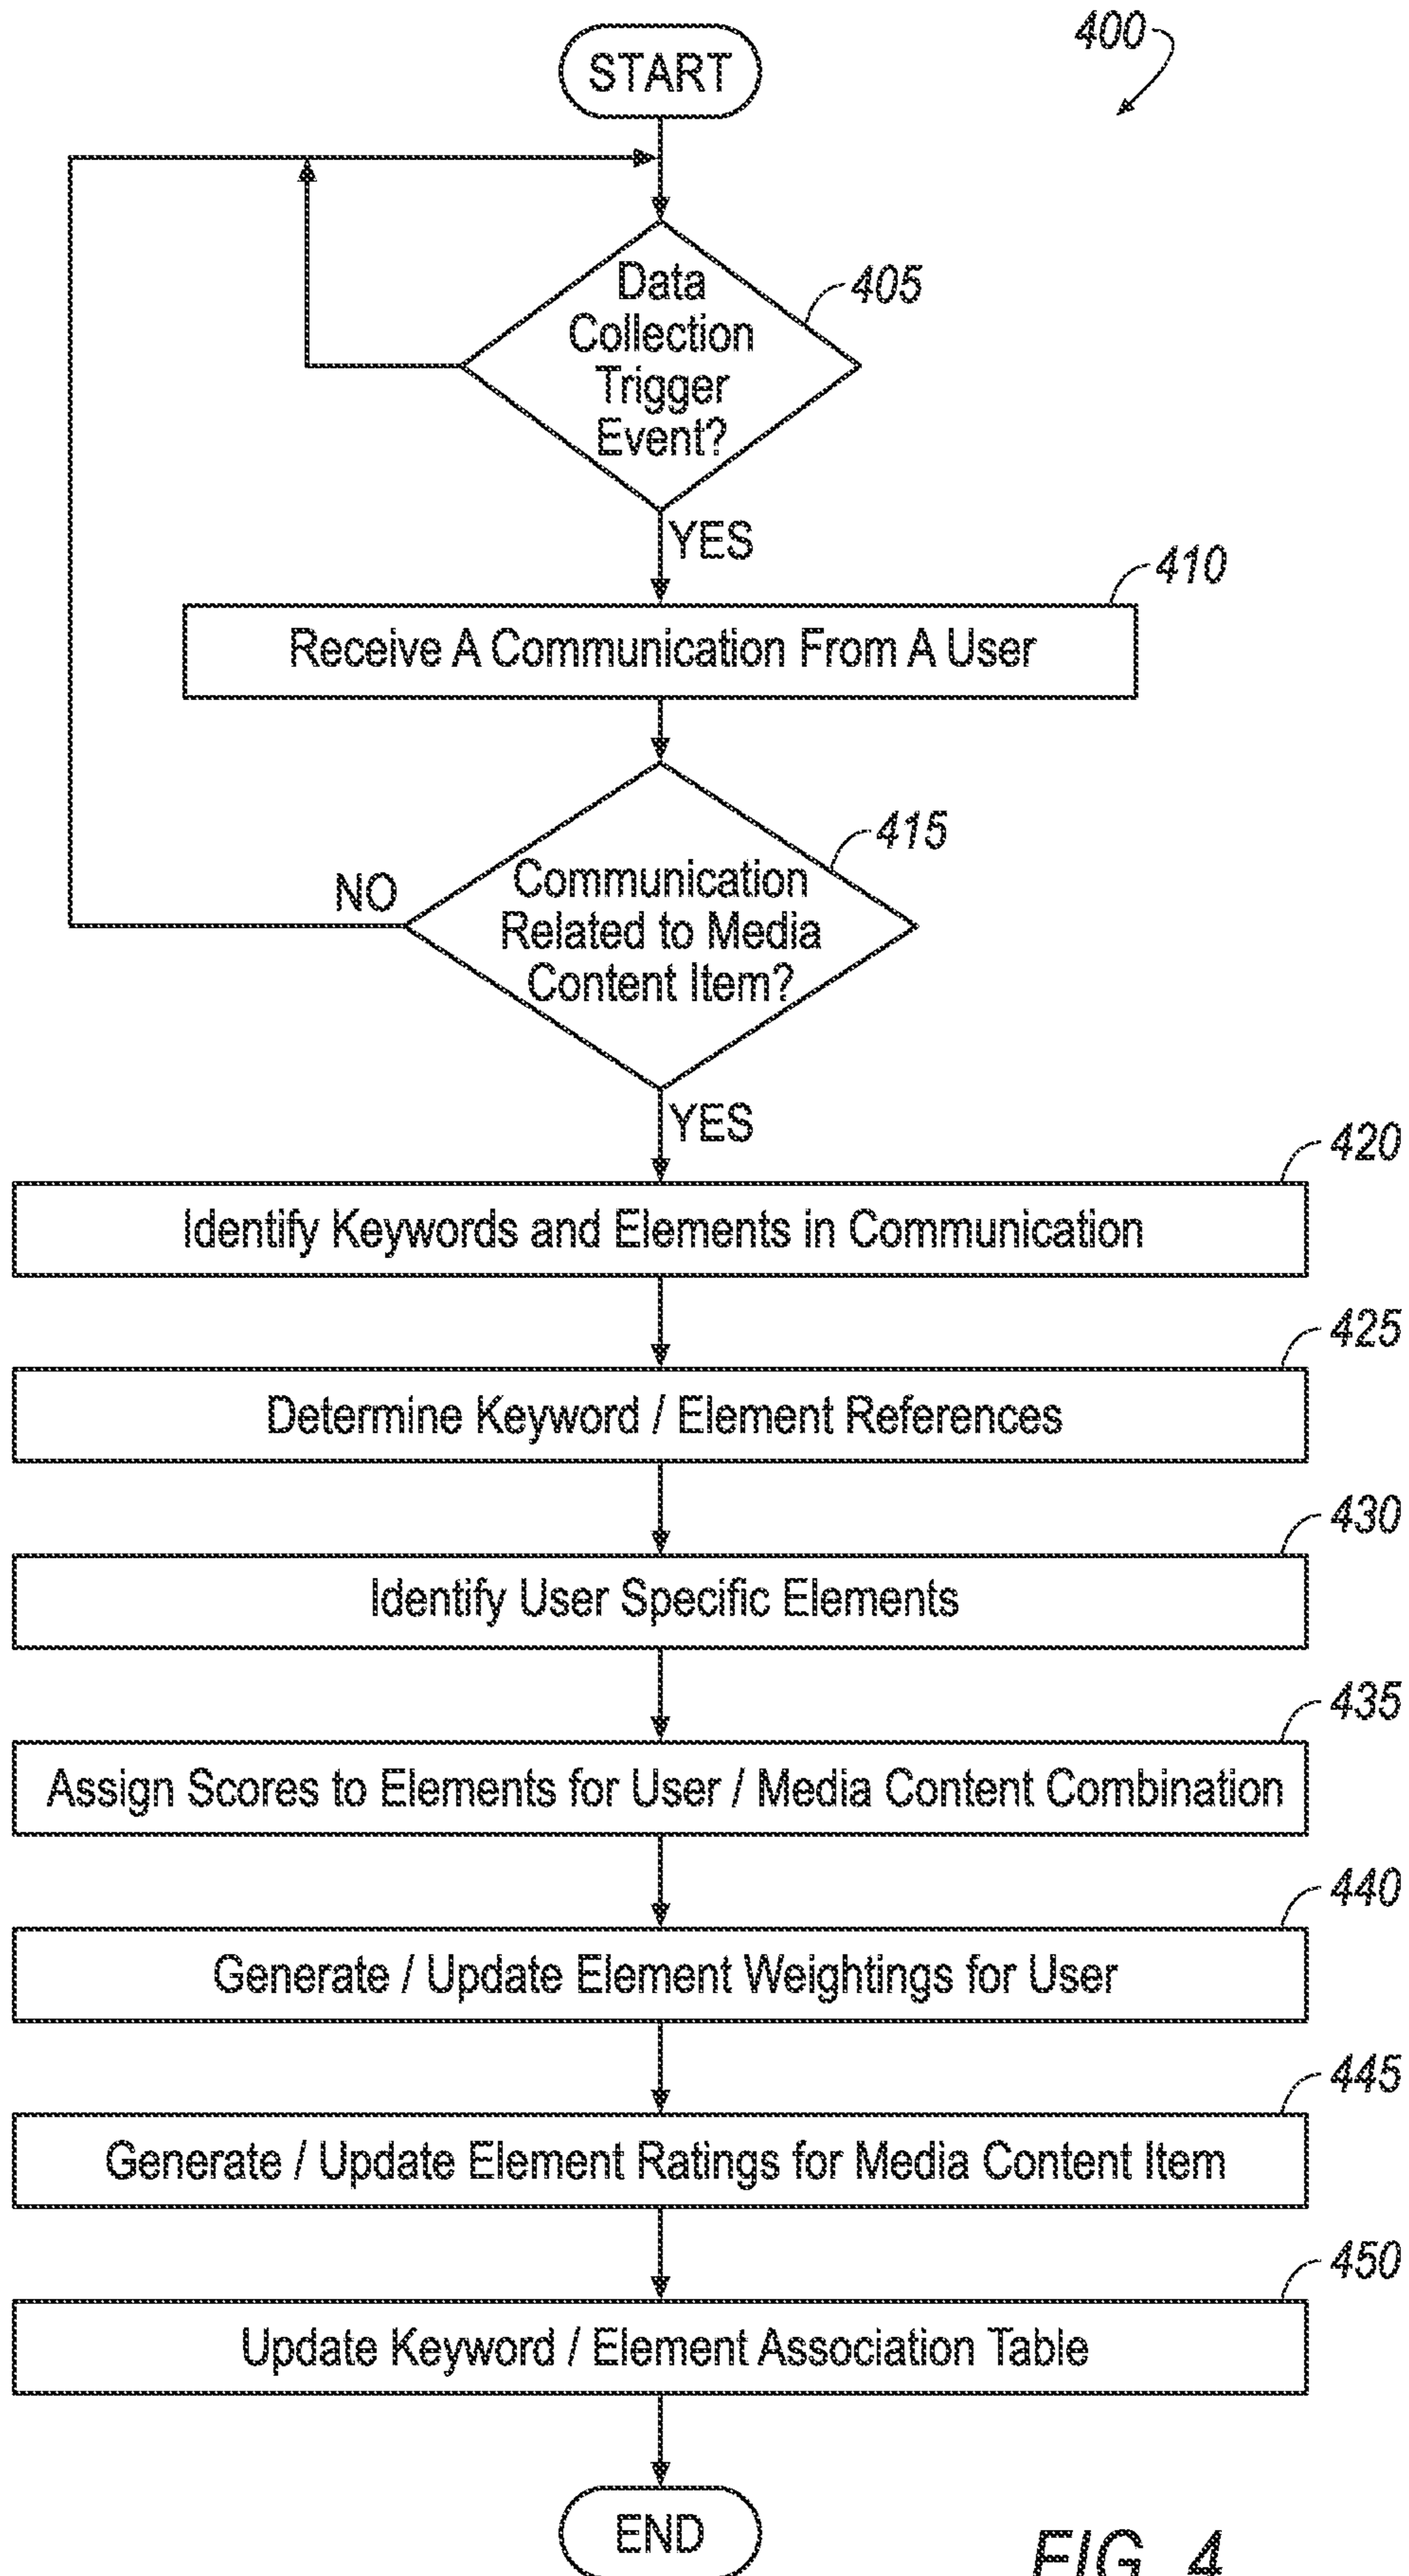 400
START
Data
Collection
Trigger
Event?
405
YES
410
Receive A Communication From A User
415
Communication
Related to Media
Content Item?
NO
YES
420
Identify Keywords and Elements in Communication
425
Determine Keyword / Element References
430
Identify User Specific Elements
435
Assign Scores to Elements for User / Media Content Combination
440
Generate / Update Element Weightings for User
445
Generate / Update Element Ratings for Media Content Item
450
Update Keyword / Element Association Table
END
FIG. 4